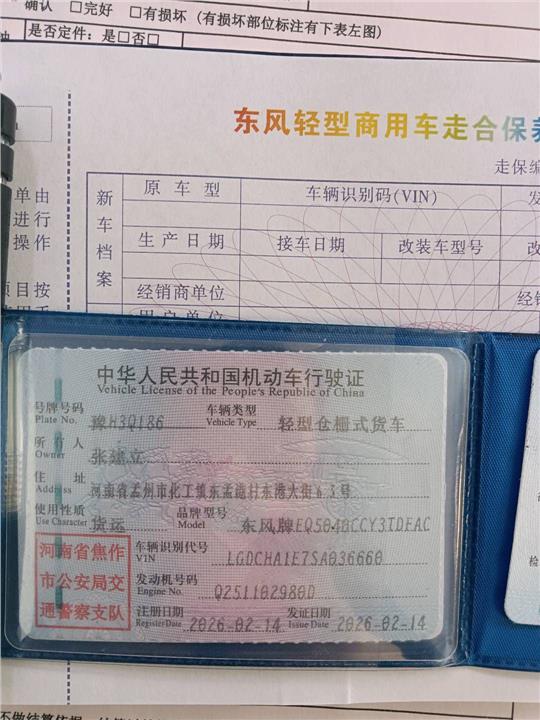 确认 □完好 □有损坏 (有损坏部位标注有下表左图)
是否定件: 是□否□
东风轻型商用车走合保养
走保编
单由
进行
操作
新车档案
原车型 车辆识别码(VIN)
生产日期 接车日期 改装车型号 改
经销商单位 经销
项目按
用户单位
中华人民共和国机动车行驶证
Vehicle License of the People's Republic of China
号牌号码 豫H3Q186 车辆类型 轻型仓栅式货车
Plate No. Vehicle Type
所有人 张建立
Owner
住址 河南省孟州市化工镇东孟港村东港大街63号
Address
使用性质 货运 品牌型号 东风牌EQ5040CCY3TDFAC
Use Character Model
河南省焦作
市公安局交
通警察支队
车辆识别代号 LGDCHA1E7SA036660
VIN
发动机号码 Q251102980D
Engine No.
注册日期 2026-02-14 发证日期 2026-02-14
Register Date Issue Date
检